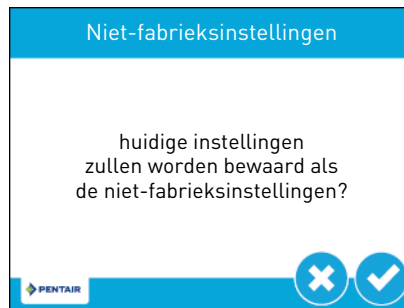 Niet-fabrieksinstellingen
huidige instellingen
zullen worden bewaard als
de niet-fabrieksinstellingen?
PENTAIR